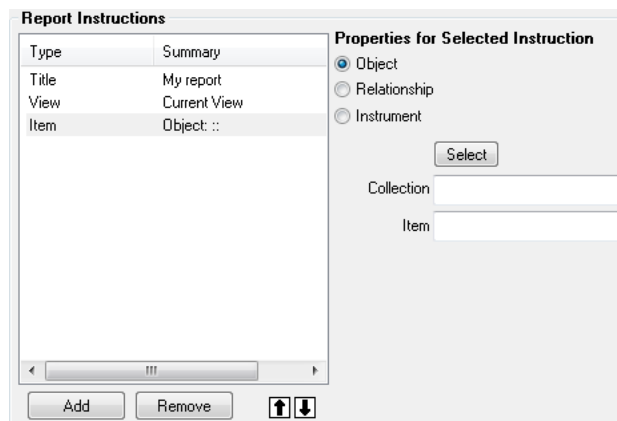 Report Instructions
Type Summary
Title My report
View Current View
Item Object: ::
Add Remove
Properties for Selected Instruction
Object
Relationship
Instrument
Select
Collection
Item